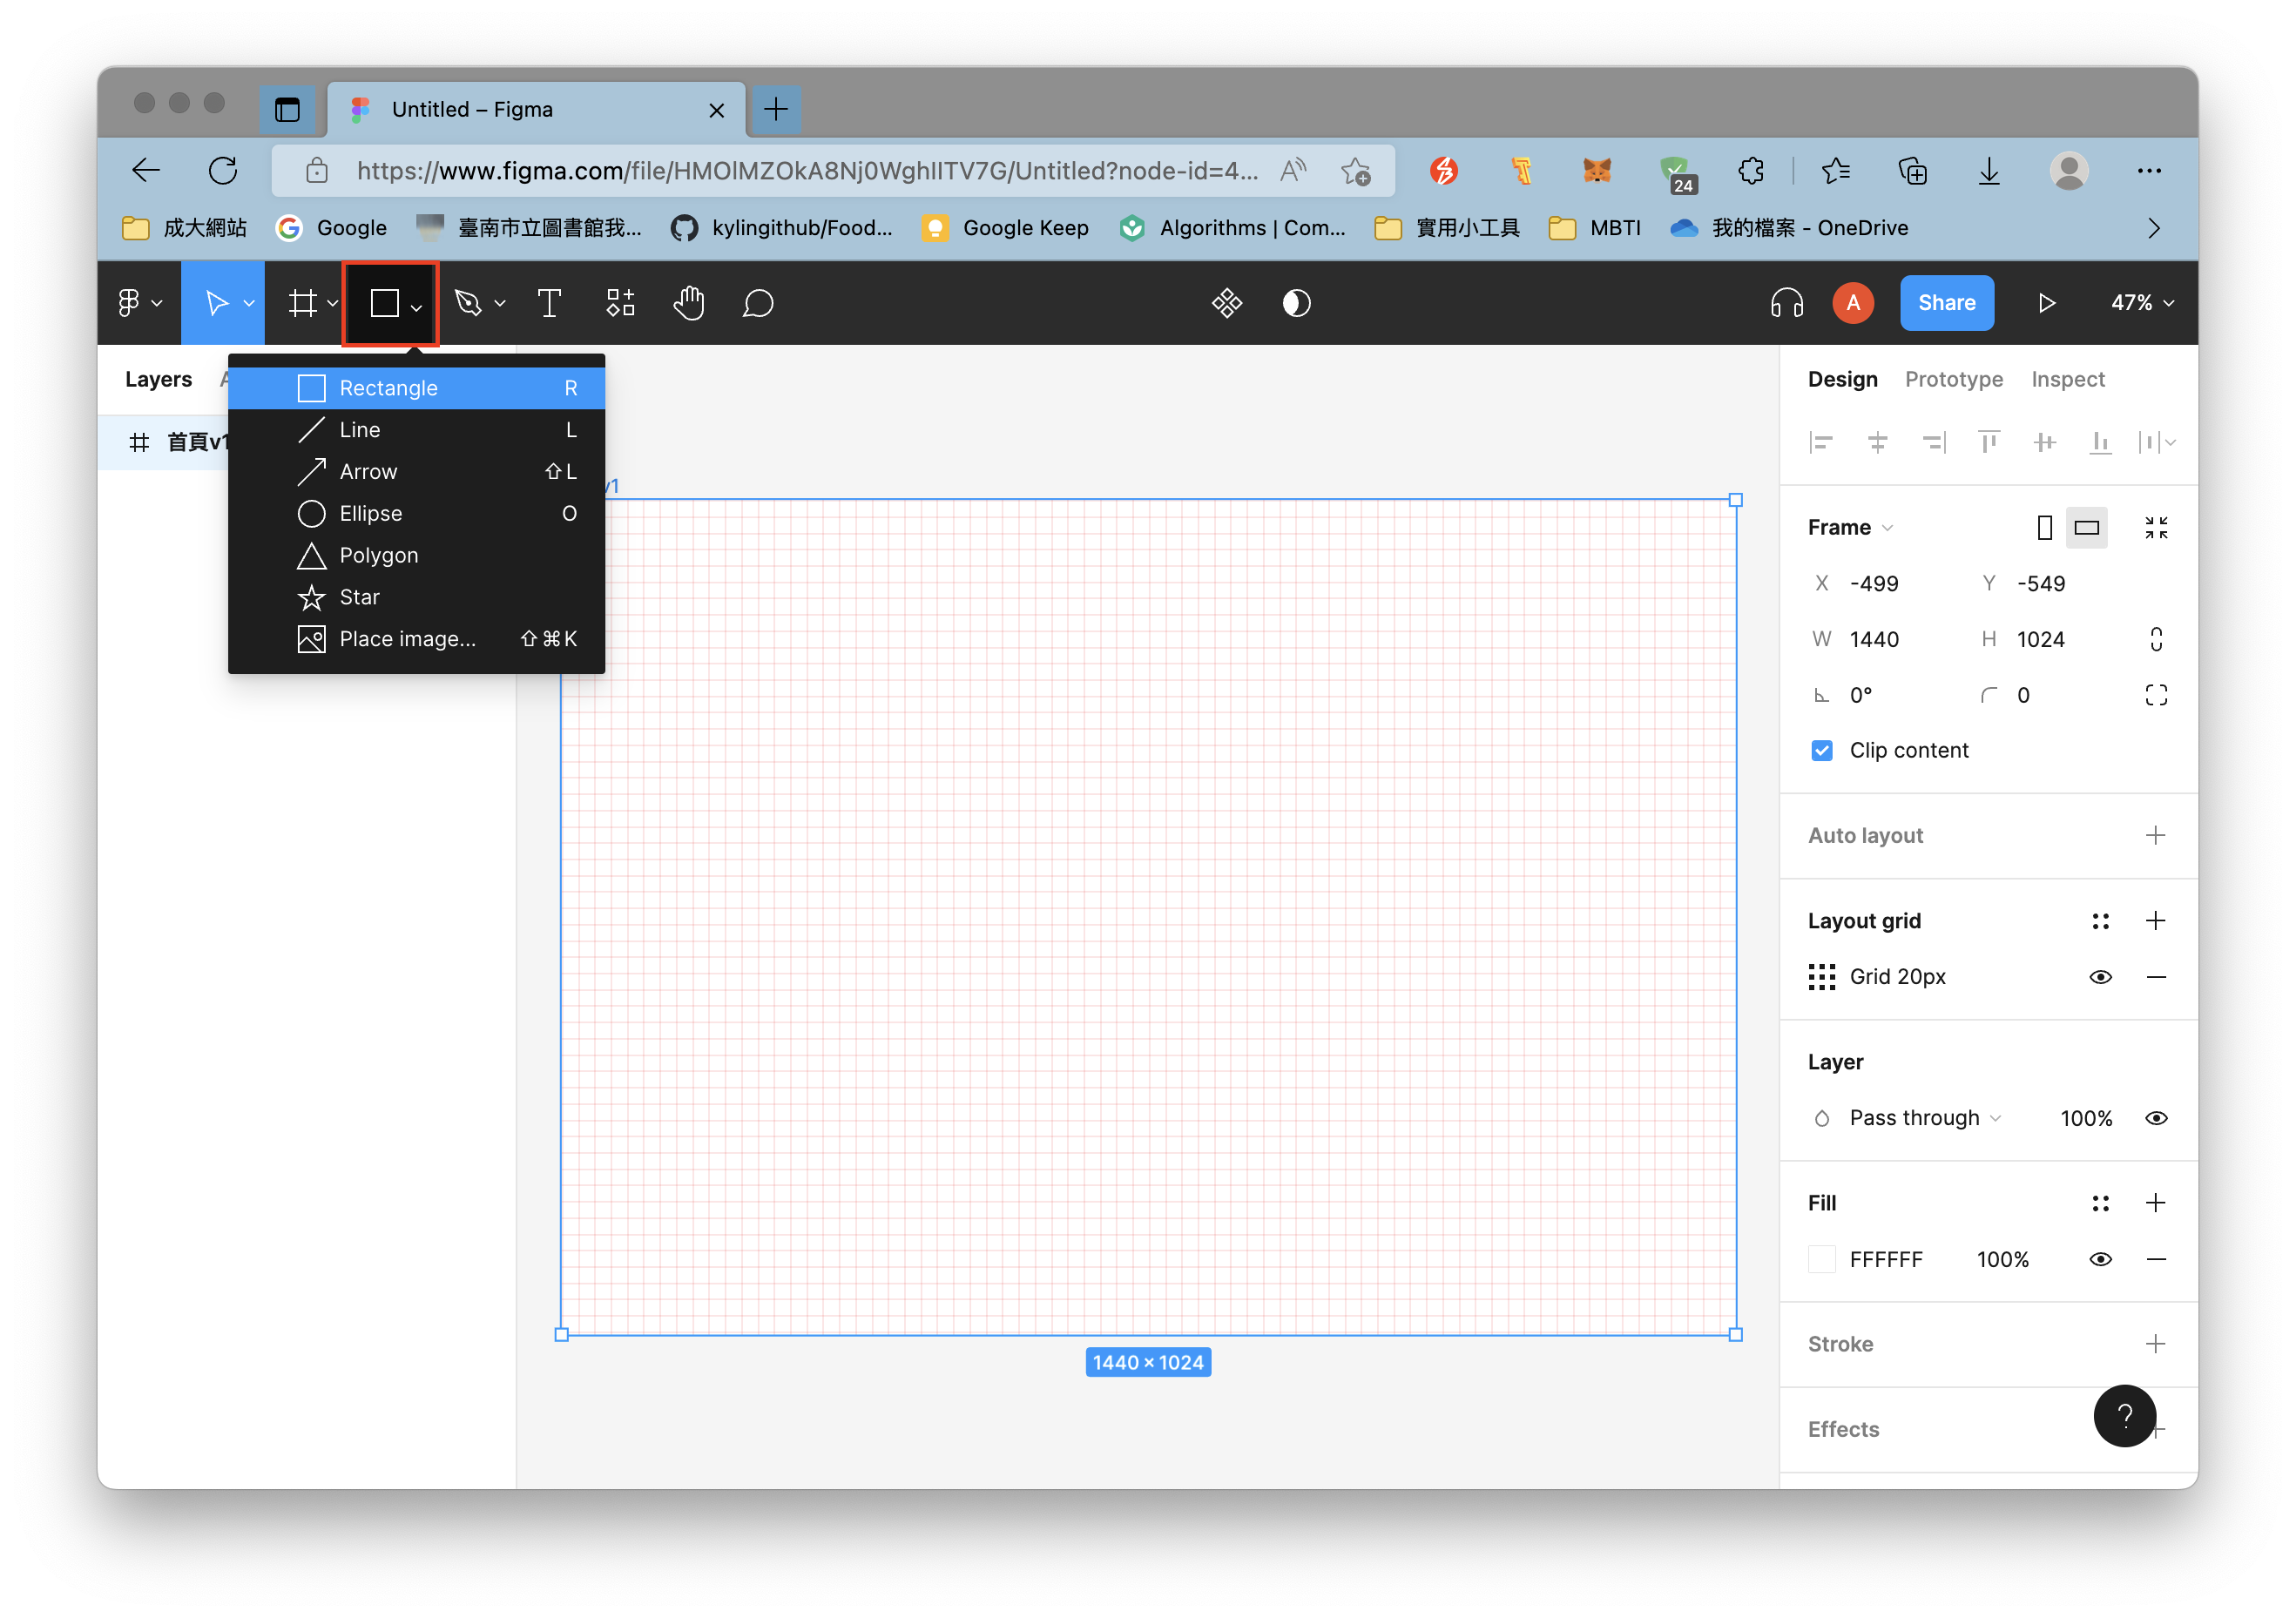 Untitled – Figma
https://www.figma.com/file/HMOlMZOkA8Nj0WghlITV7G/Untitled?node-id=4...
24
成大網站
Google
臺南市立圖書館我...
kylingithub/Food...
Google Keep
Algorithms | Com...
實用小工具
MBTI
我的檔案 - OneDrive
A
Share
47%
Layers
首頁v1
Rectangle R
Line L
Arrow ⇧L
Ellipse O
Polygon
Star
Place image... ⇧⌘K
v1
1440 × 1024
Design Prototype Inspect
Frame
X -499 Y -549
W 1440 H 1024
0° 0
Clip content
Auto layout
Layout grid
Grid 20px
Layer
Pass through 100%
Fill
FFFFFF 100%
Stroke
Effects
?